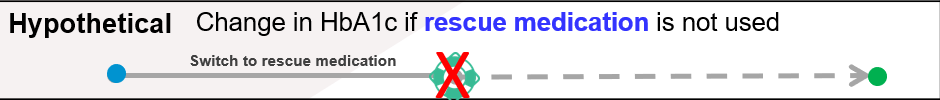 Hypothetical Change in HbA1c if rescue medication is not used
Switch to rescue medication